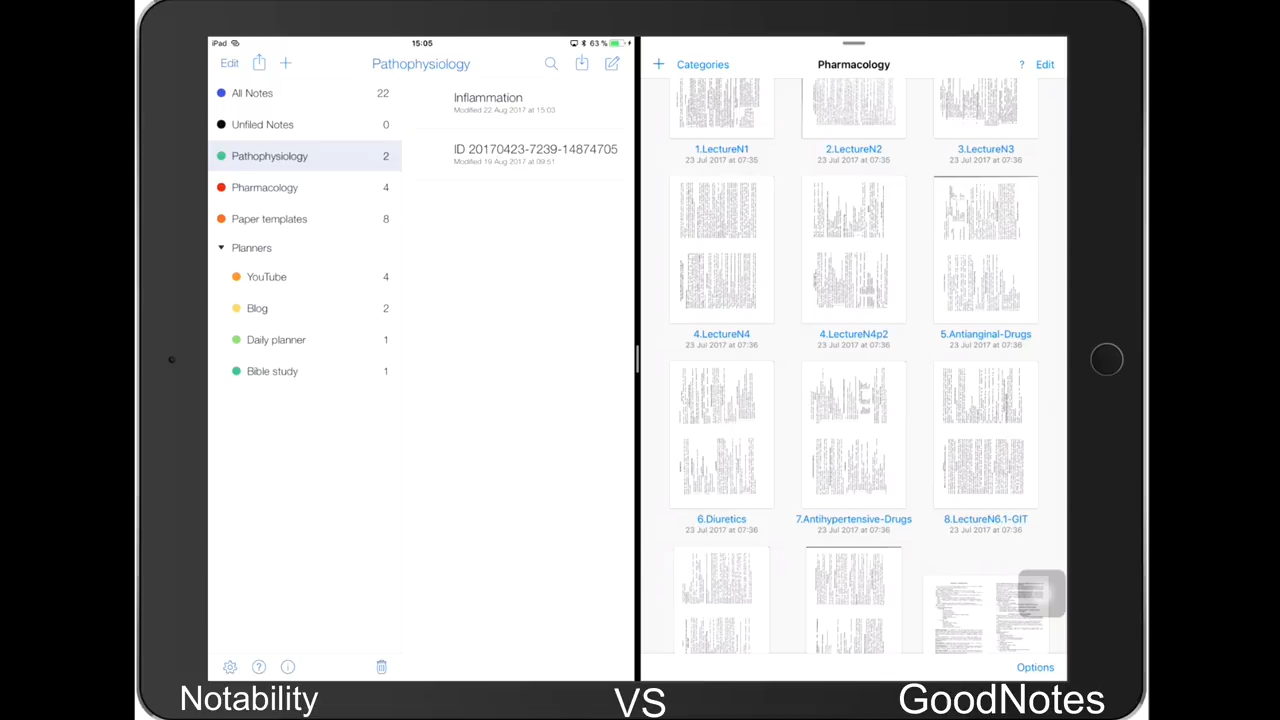 iPad 15:05 63 %
Edit Pathophysiology
All Notes 22
Unfiled Notes 0
Pathophysiology 2
Pharmacology 4
Paper templates 8
Planners
YouTube 4
Blog 2
Daily planner 1
Bible study 1
Inflammation
Modified 22 Aug 2017 at 15:03
ID 20170423-7239-14874705
Modified 19 Aug 2017 at 09:51
Categories Pharmacology ? Edit
1.LectureN1 2.LectureN2 3.LectureN3
23 Jul 2017 at 07:35 23 Jul 2017 at 07:35 23 Jul 2017 at 07:36
4.LectureN4 4.LectureN4p2 5.Antianginal-Drugs
23 Jul 2017 at 07:36 23 Jul 2017 at 07:36 23 Jul 2017 at 07:36
6.Diuretics 7.Antihypertensive-Drugs 8.LectureN6.1-GIT
23 Jul 2017 at 07:36 23 Jul 2017 at 07:36 23 Jul 2017 at 07:36
Options
Notability VS GoodNotes